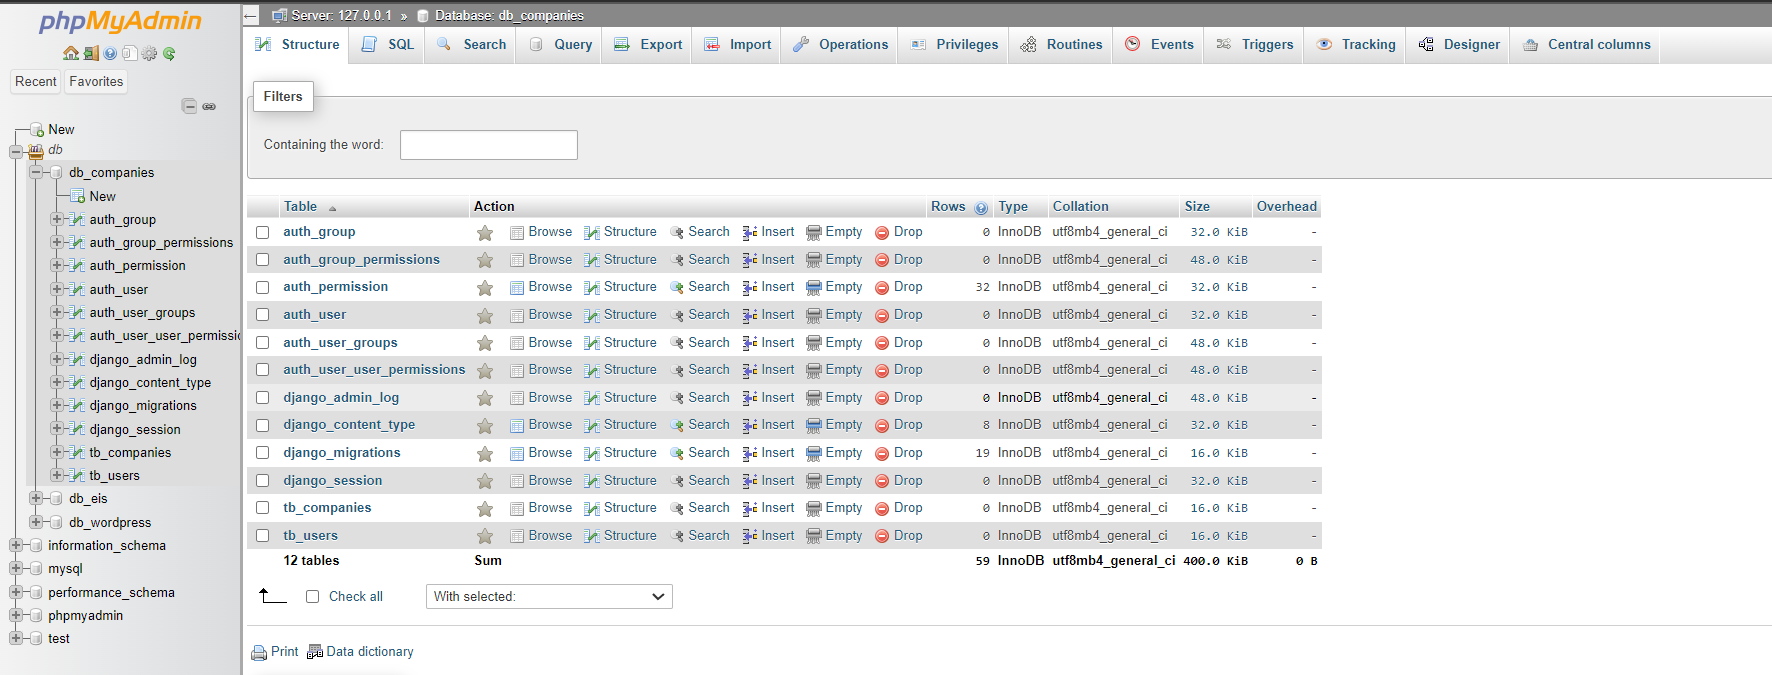 phpMyAdmin
Recent Favorites
New
db
db_companies
New
auth_group
auth_group_permissions
auth_permission
auth_user
auth_user_groups
auth_user_user_permissic
django_admin_log
django_content_type
django_migrations
django_session
tb_companies
tb_users
db_eis
db_wordpress
information_schema
mysql
performance_schema
phpmyadmin
test
Server: 127.0.0.1 » Database: db_companies
Structure SQL Search Query Export Import Operations Privileges Routines Events Triggers Tracking Designer Central columns
Filters
Containing the word:
Table Action Rows Type Collation Size Overhead
auth_group Browse Structure Search Insert Empty Drop 0 InnoDB utf8mb4_general_ci 32.0 KiB -
auth_group_permissions Browse Structure Search Insert Empty Drop 0 InnoDB utf8mb4_general_ci 48.0 KiB -
auth_permission Browse Structure Search Insert Empty Drop 32 InnoDB utf8mb4_general_ci 32.0 KiB -
auth_user Browse Structure Search Insert Empty Drop 0 InnoDB utf8mb4_general_ci 32.0 KiB -
auth_user_groups Browse Structure Search Insert Empty Drop 0 InnoDB utf8mb4_general_ci 48.0 KiB -
auth_user_user_permissions Browse Structure Search Insert Empty Drop 0 InnoDB utf8mb4_general_ci 48.0 KiB -
django_admin_log Browse Structure Search Insert Empty Drop 0 InnoDB utf8mb4_general_ci 48.0 KiB -
django_content_type Browse Structure Search Insert Empty Drop 8 InnoDB utf8mb4_general_ci 32.0 KiB -
django_migrations Browse Structure Search Insert Empty Drop 19 InnoDB utf8mb4_general_ci 16.0 KiB -
django_session Browse Structure Search Insert Empty Drop 0 InnoDB utf8mb4_general_ci 32.0 KiB -
tb_companies Browse Structure Search Insert Empty Drop 0 InnoDB utf8mb4_general_ci 16.0 KiB -
tb_users Browse Structure Search Insert Empty Drop 0 InnoDB utf8mb4_general_ci 16.0 KiB -
12 tables Sum 59 InnoDB utf8mb4_general_ci 400.0 KiB 0 B
Check all With selected:
Print Data dictionary